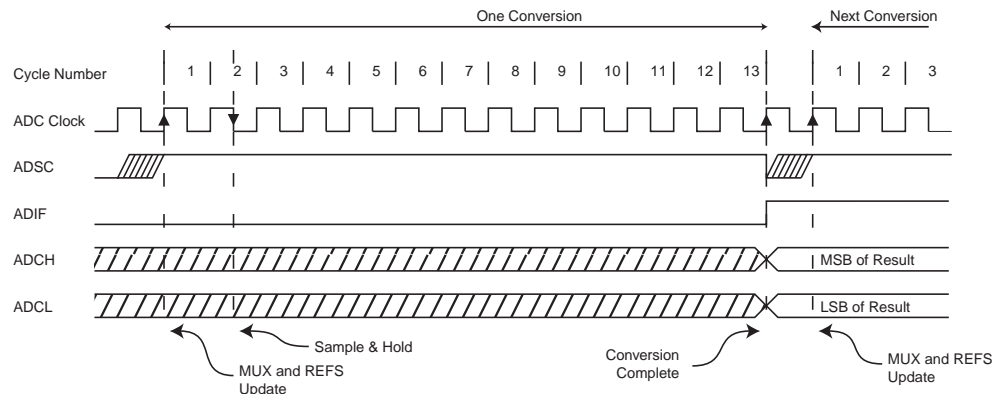 One Conversion
Next Conversion
Cycle Number 1 2 3 4 5 6 7 8 9 10 11 12 13 1 2 3
ADC Clock
ADSC
ADIF
ADCH
MSB of Result
ADCL
LSB of Result
Sample & Hold
MUX and REFS
Update
Conversion
Complete
MUX and REFS
Update